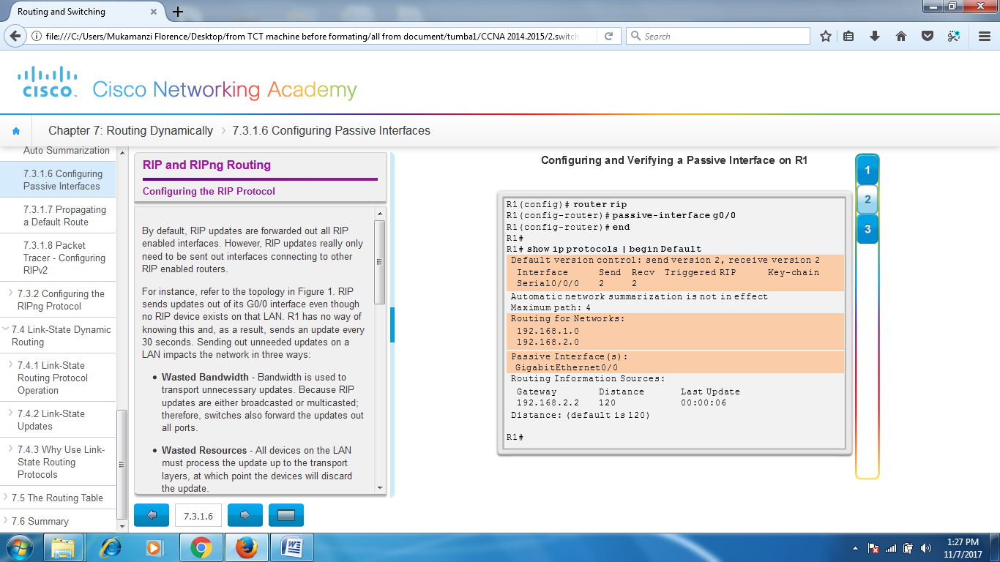 Routing and Switching
file:///C:/Users/Mukamanzi Florence/Desktop/from TCT machine before formating/all from document/tumba1/CCNA 2014.2015/2.switch
Search
CISCO
Cisco Networking Academy
Chapter 7: Routing Dynamically
7.3.1.6 Configuring Passive Interfaces
Auto Summarization
7.3.1.6 Configuring
Passive Interfaces
7.3.1.7 Propagating
a Default Route
7.3.1.8 Packet
Tracer - Configuring
RIPv2
7.3.2 Configuring the
RIPng Protocol
7.4 Link-State Dynamic
Routing
7.4.1 Link-State
Routing Protocol
Operation
7.4.2 Link-State
Updates
7.4.3 Why Use Link-
State Routing
Protocols
7.5 The Routing Table
7.6 Summary
RIP and RIPng Routing
Configuring the RIP Protocol
By default, RIP updates are forwarded out all RIP
enabled interfaces. However, RIP updates really only
need to be sent out interfaces connecting to other
RIP enabled routers.
For instance, refer to the topology in Figure 1. RIP
sends updates out of its G0/0 interface even though
no RIP device exists on that LAN. R1 has no way of
knowing this and, as a result, sends an update every
30 seconds. Sending out unneeded updates on a
LAN impacts the network in three ways:
• Wasted Bandwidth - Bandwidth is used to
transport unnecessary updates. Because RIP
updates are either broadcasted or multicasted;
therefore, switches also forward the updates out
all ports.
• Wasted Resources - All devices on the LAN
must process the update up to the transport
layers, at which point the devices will discard
the update.
7.3.1.6
Configuring and Verifying a Passive Interface on R1
R1(config)# router rip
R1(config-router)# passive-interface g0/0
R1(config-router)# end
R1#
R1# show ip protocols | begin Default
Default version control: send version 2, receive version 2
Interface Send Recv Triggered RIP Key-chain
Serial0/0/0 2 2
Automatic network summarization is not in effect
Maximum path: 4
Routing for Networks:
192.168.1.0
192.168.2.0
Passive Interface(s):
GigabitEthernet0/0
Routing Information Sources:
Gateway Distance Last Update
192.168.2.2 120 00:00:06
Distance: (default is 120)
R1#
1
2
3
1:27 PM
11/7/2017